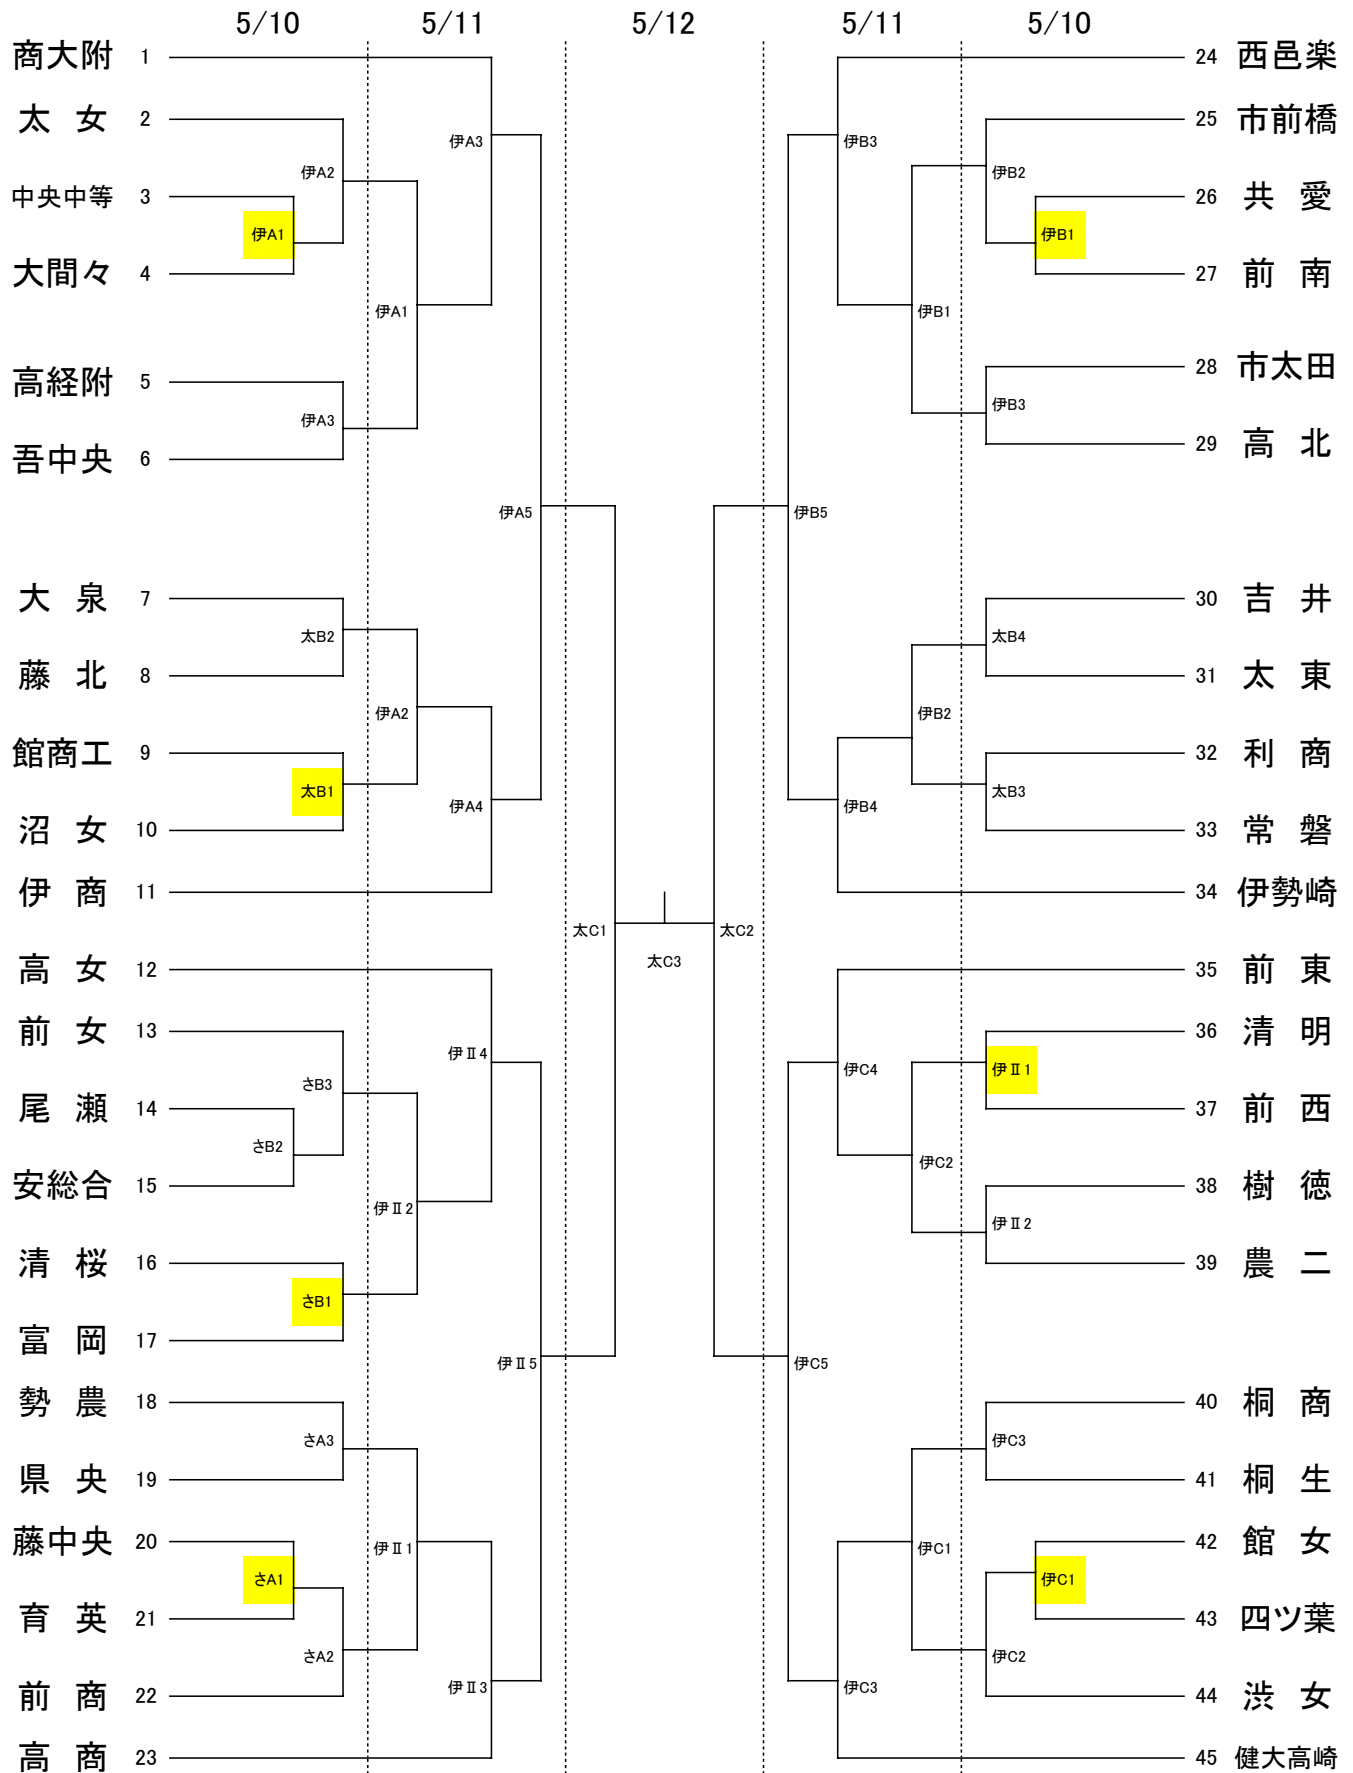 5/10 5/11 5/12 5/11 5/10
商大附 1
太 女 2
中央中等 3
大間々 4
高経附 5
吾中央 6
大 泉 7
藤 北 8
館商工 9
沼 女 10
伊 商 11
高 女 12
前 女 13
尾 瀬 14
安総合 15
清 桜 16
富 岡 17
勢 農 18
県 央 19
藤中央 20
育 英 21
前 商 22
高 商 23
伊A1
伊A2
伊A3
太B2
太B1
さB3
さB2
さB1
さA3
さA1
さA2
伊A1
伊A2
伊Ⅱ2
伊Ⅱ1
伊A3
伊A4
伊Ⅱ4
伊Ⅱ3
伊A5
伊Ⅱ5
太C1
太C3
太C2
伊B5
伊C5
伊B3
伊B4
伊C4
伊C3
伊B1
伊B2
伊C2
伊C1
伊B2
伊B1
伊B3
太B4
太B3
伊Ⅱ1
伊Ⅱ2
伊C3
伊C1
伊C2
24 西邑楽
25 市前橋
26 共 愛
27 前 南
28 市太田
29 高 北
30 吉 井
31 太 東
32 利 商
33 常 磐
34 伊勢崎
35 前 東
36 清 明
37 前 西
38 樹 徳
39 農 二
40 桐 商
41 桐 生
42 館 女
43 四ツ葉
44 渋 女
45 健大高崎